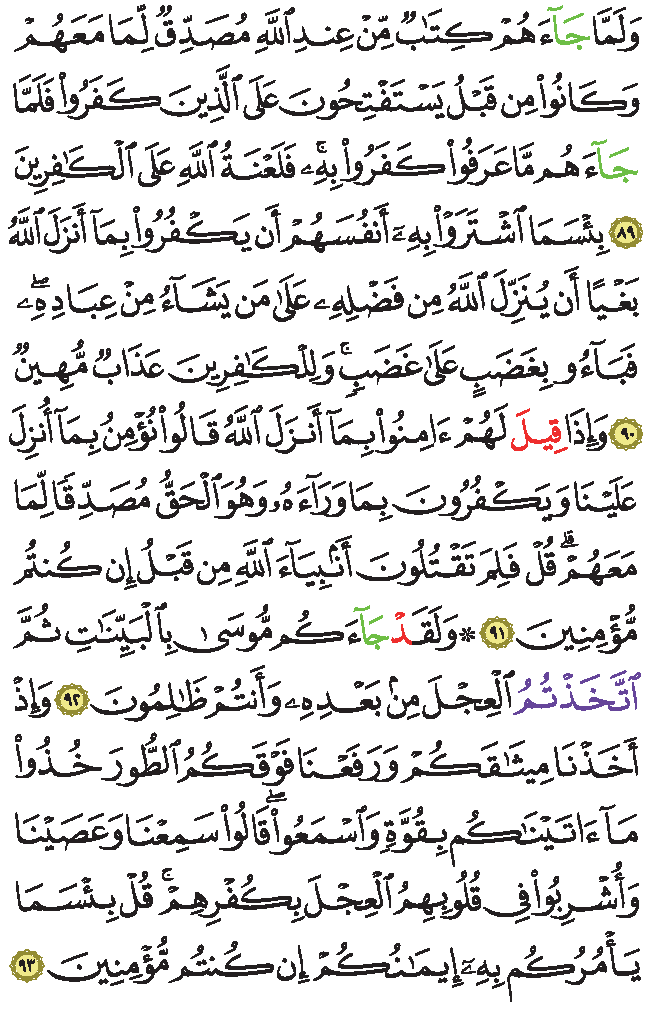 وَلَمَّا جَآءَهُمْ كِتَٰبٌ مِّنْ عِندِ ٱللَّهِ مُصَدِّقٌ لِّمَا مَعَهُمْ
وَكَانُوا۟ مِن قَبْلُ يَسْتَفْتِحُونَ عَلَى ٱلَّذِينَ كَفَرُوا۟ فَلَمَّا
جَآءَهُم مَّا عَرَفُوا۟ كَفَرُوا۟ بِهِۦۚ فَلَعْنَةُ ٱللَّهِ عَلَى ٱلْكَٰفِرِينَ
٨٩ بِئْسَمَا ٱشْتَرَوْا۟ بِهِۦٓ أَنفُسَهُمْ أَن يَكْفُرُوا۟ بِمَآ أَنزَلَ ٱللَّهُ
بَغْيًا أَن يُنَزِّلَ ٱللَّهُ مِن فَضْلِهِۦ عَلَىٰ مَن يَشَآءُ مِنْ عِبَادِهِۦۖ
فَبَآءُو بِغَضَبٍ عَلَىٰ غَضَبٍۚ وَلِلْكَٰفِرِينَ عَذَابٌ مُّهِينٌ
٩٠ وَإِذَا قِيلَ لَهُمْ ءَامِنُوا۟ بِمَآ أَنزَلَ ٱللَّهُ قَالُوا۟ نُؤْمِنُ بِمَآ أُنزِلَ
عَلَيْنَا وَيَكْفُرُونَ بِمَا وَرَآءَهُۥ وَهُوَ ٱلْحَقُّ مُصَدِّقًا لِّمَا
مَعَهُمْۗ قُلْ فَلِمَ تَقْتُلُونَ أَنۢبِيَآءَ ٱللَّهِ مِن قَبْلُ إِن كُنتُم
مُّؤْمِنِينَ ٩١ ۞ وَلَقَدْ جَآءَكُم مُّوسَىٰ بِٱلْبَيِّنَٰتِ ثُمَّ
ٱتَّخَذْتُمُ ٱلْعِجْلَ مِنۢ بَعْدِهِۦ وَأَنتُمْ ظَٰلِمُونَ ٩٢ وَإِذْ
أَخَذْنَا مِيثَٰقَكُمْ وَرَفَعْنَا فَوْقَكُمُ ٱلطُّورَ خُذُوا۟
مَآ ءَاتَيْنَٰكُم بِقُوَّةٍ وَٱسْمَعُوا۟ۖ قَالُوا۟ سَمِعْنَا وَعَصَيْنَا
وَأُشْرِبُوا۟ فِى قُلُوبِهِمُ ٱلْعِجْلَ بِكُفْرِهِمْۚ قُلْ بِئْسَمَا
يَأْمُرُكُم بِهِۦٓ إِيمَٰنُكُمْ إِن كُنتُم مُّؤْمِنِينَ ٩٣